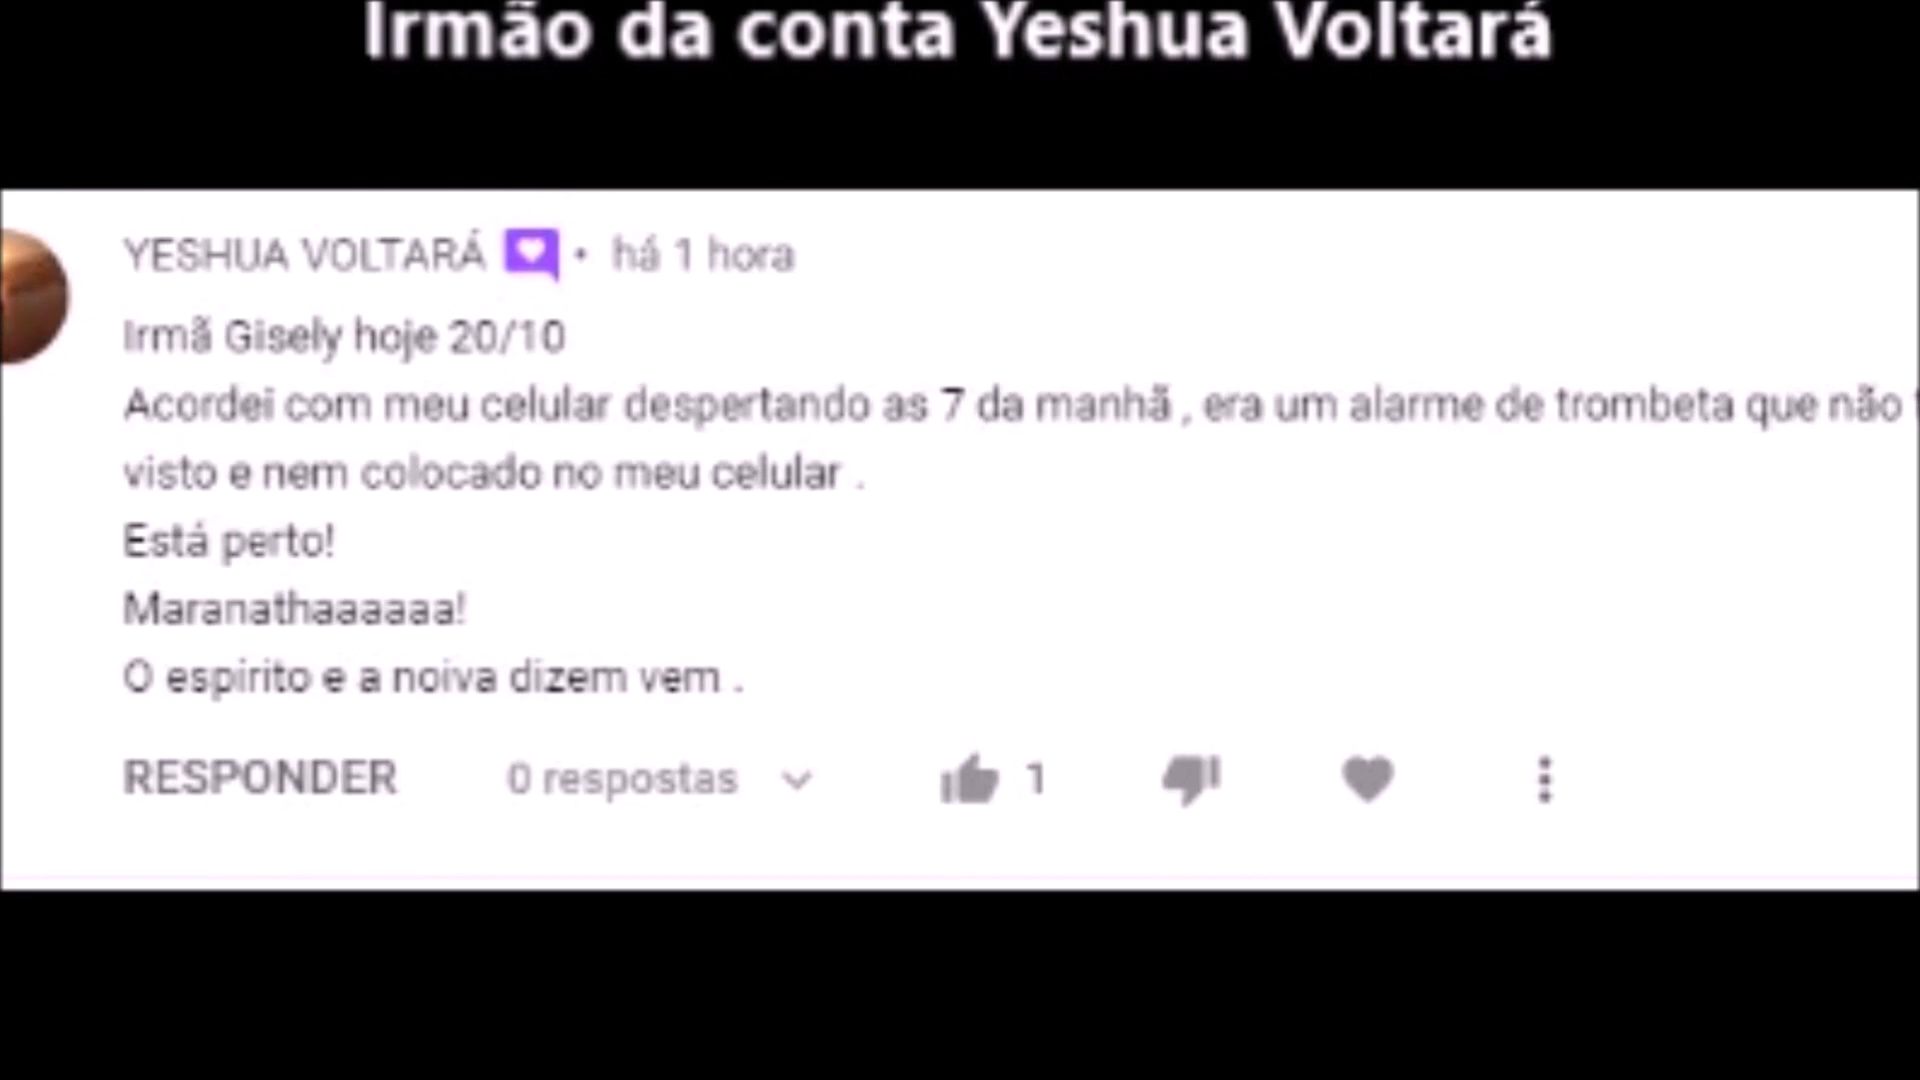 Irmão da conta Yeshua Voltará
YESHUA VOLTARÁ • há 1 hora
Irmã Gisely hoje 20/10
Acordei com meu celular despertando as 7 da manhã , era um alarme de trombeta que não
visto e nem colocado no meu celular .
Está perto!
Maranathaaaaaa!
O espirito e a noiva dizem vem .
RESPONDER 0 respostas 1